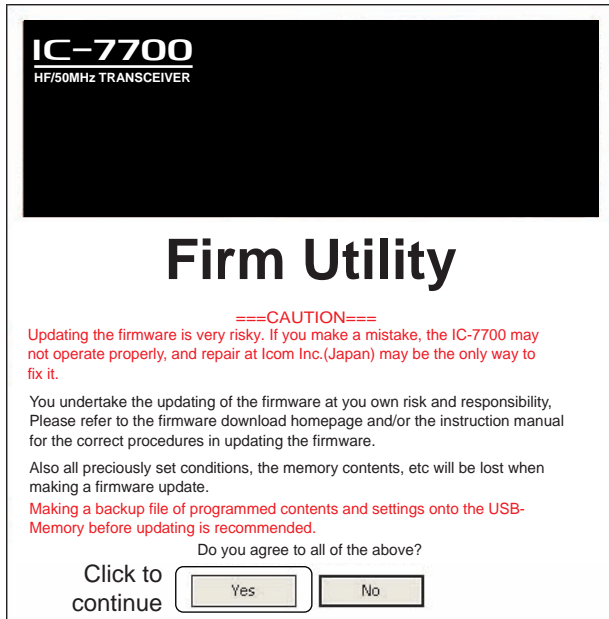 IC-7700
HF/50MHz TRANSCEIVER
Firm Utility
===CAUTION===
Updating the firmware is very risky. If you make a mistake, the IC-7700 may
not operate properly, and repair at Icom Inc.(Japan) may be the only way to
fix it.
You undertake the updating of the firmware at you own risk and responsibility,
Please refer to the firmware download homepage and/or the instruction manual
for the correct procedures in updating the firmware.
Also all preciously set conditions, the memory contents, etc will be lost when
making a firmware update.
Making a backup file of programmed contents and settings onto the USB-
Memory before updating is recommended.
Do you agree to all of the above?
Click to
continue
Yes
No